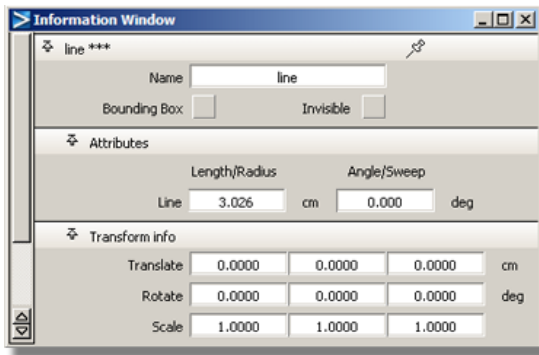 Information Window
line ***
Name line
Bounding Box Invisible
Attributes
Length/Radius Angle/Sweep
Line 3.026 cm 0.000 deg
Transform info
Translate 0.0000 0.0000 0.0000 cm
Rotate 0.0000 0.0000 0.0000 deg
Scale 1.0000 1.0000 1.0000